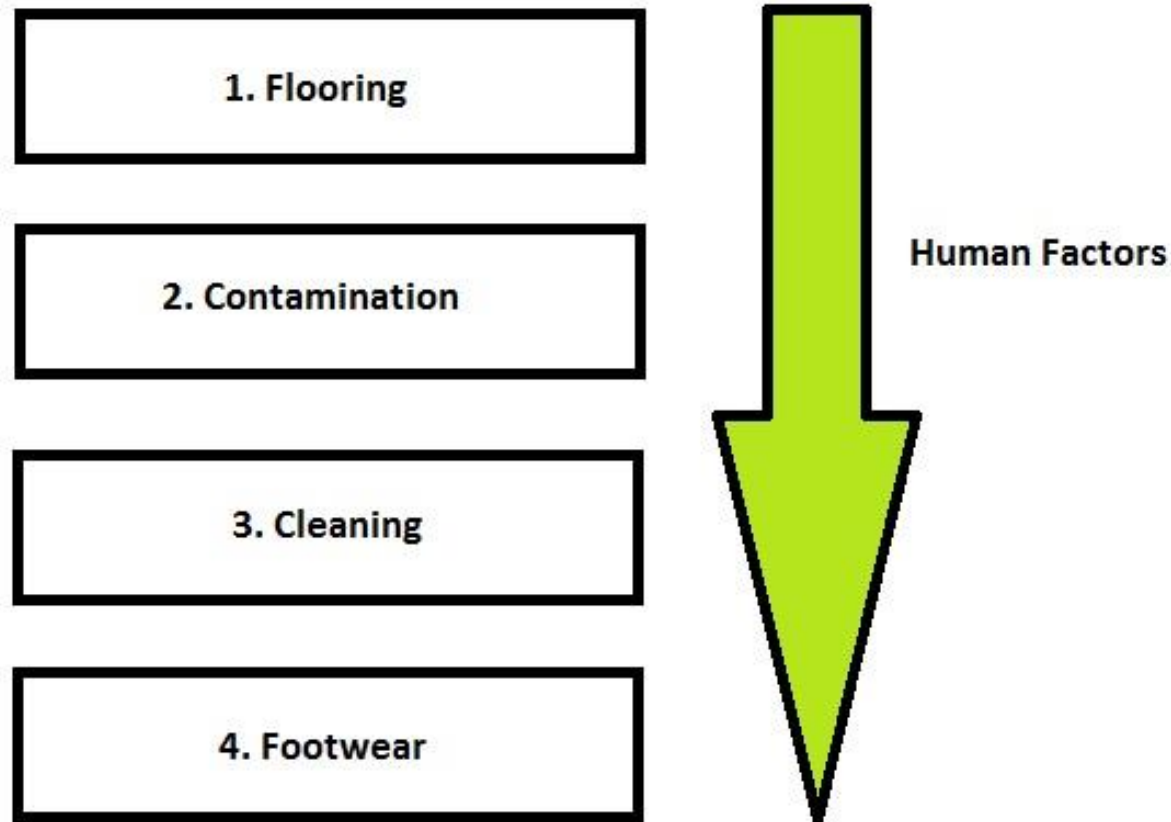 1. Flooring
Human Factors
2. Contamination
3. Cleaning
4. Footwear